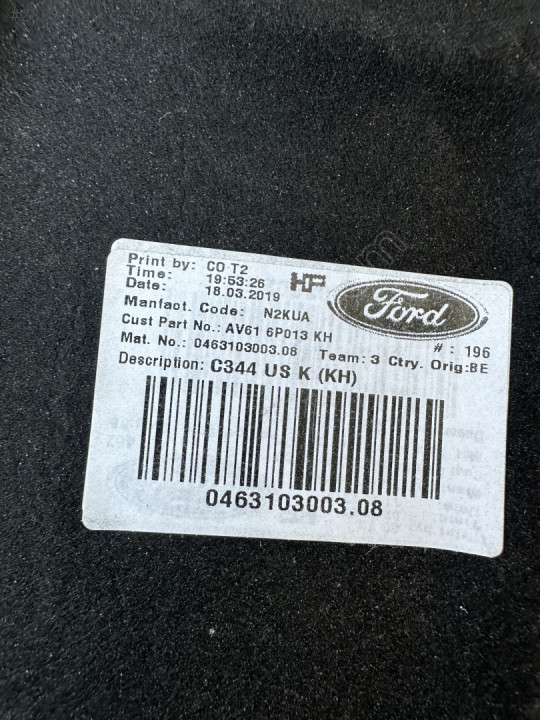 Print by: CO T2
Time: 19:53:26
Date: 18.03.2019
HP
Ford
Manfact. Code: N2KUA
# : 196
Cust Part No.: AV61 6P013 KH
Mat. No.: 0463103003.08 Team: 3 Ctry. Orig:BE
Description: C344 US K (KH)
0463103003.08